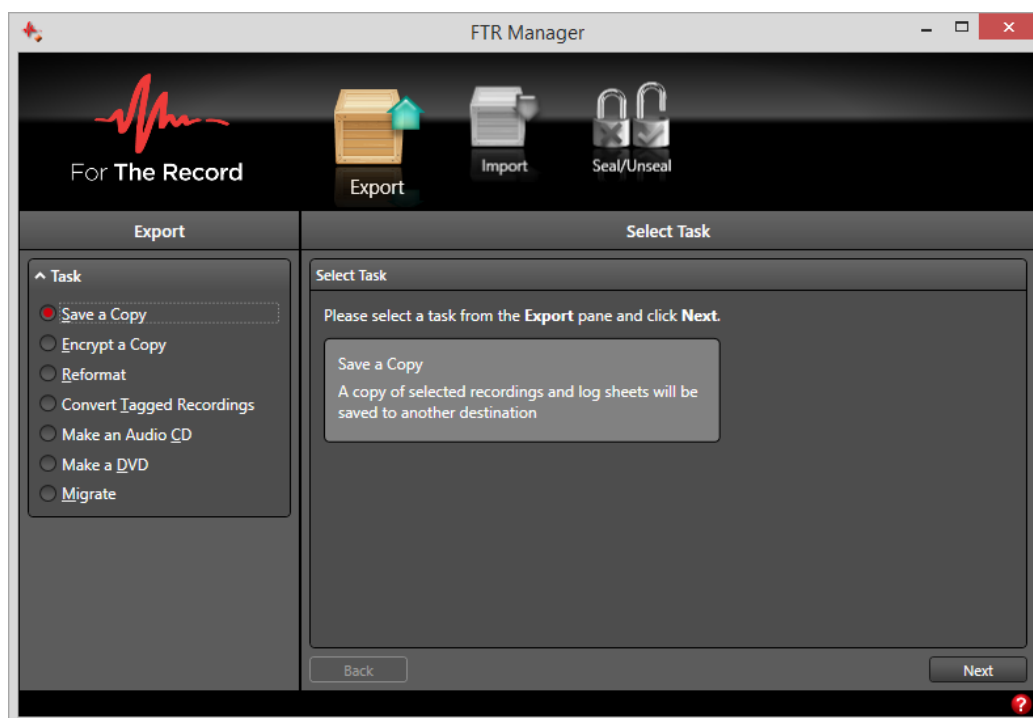 FTR Manager
For The Record
Export
Import
Seal/Unseal
Export
Select Task
Task
Save a Copy
Encrypt a Copy
Reformat
Convert Tagged Recordings
Make an Audio CD
Make a DVD
Migrate
Select Task
Please select a task from the Export pane and click Next.
Save a Copy
A copy of selected recordings and log sheets will be
saved to another destination
Back
Next
?